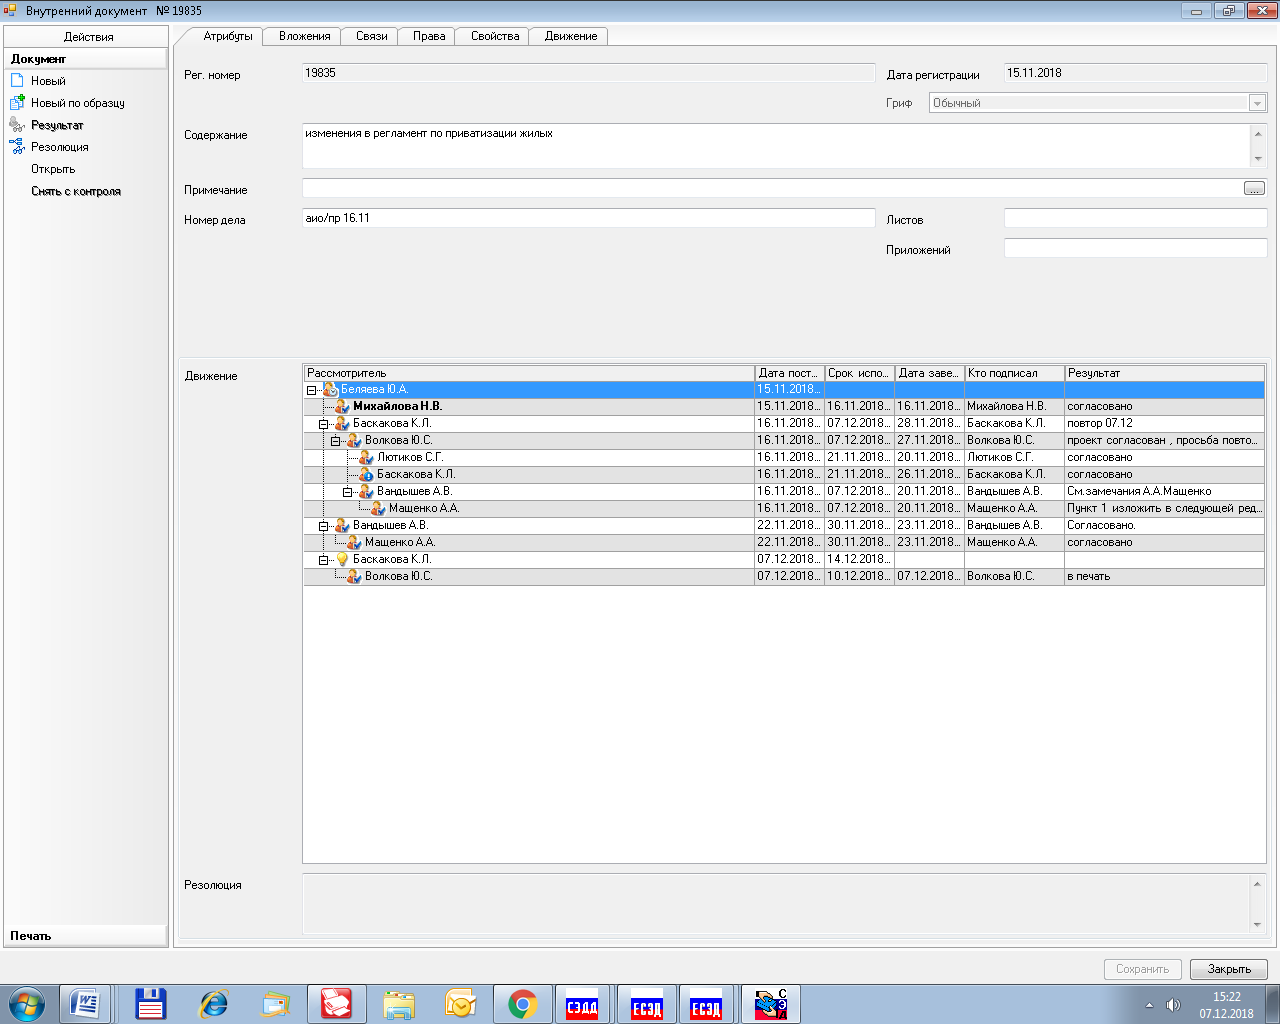 Внутренний документ № 19835
Действия
Документ
Новый
Новый по образцу
Результат
Резолюция
Открыть
Снять с контроля
Печать
Атрибуты Вложения Связи Права Свойства Движение
Рег. номер 19835 Дата регистрации 15.11.2018
Гриф Обычный
Содержание изменения в регламент по приватизации жилых
Примечание ...
Номер дела аио/пр 16.11 Листов
Приложений
Движение
Рассмотритель Дата пост... Срок испо... Дата заве... Кто подписал Результат
Беляева Ю.А. 15.11.2018...
Михайлова Н.В. 15.11.2018... 16.11.2018... 16.11.2018... Михайлова Н.В. согласовано
Баскакова К.Л. 16.11.2018... 07.12.2018... 28.11.2018... Баскакова К.Л. повтор 07.12
Волкова Ю.С. 16.11.2018... 07.12.2018... 27.11.2018... Волкова Ю.С. проект согласован , просьба повто...
Лютиков С.Г. 16.11.2018... 21.11.2018... 20.11.2018... Лютиков С.Г. согласовано
Баскакова К.Л. 16.11.2018... 21.11.2018... 26.11.2018... Баскакова К.Л. согласовано
Вандышев А.В. 16.11.2018... 07.12.2018... 20.11.2018... Вандышев А.В. См.замечания А.А.Мащенко
Мащенко А.А. 16.11.2018... 07.12.2018... 20.11.2018... Мащенко А.А. Пункт 1 изложить в следующей ред...
Вандышев А.В. 22.11.2018... 30.11.2018... 23.11.2018... Вандышев А.В. Согласовано.
Мащенко А.А. 22.11.2018... 30.11.2018... 23.11.2018... Мащенко А.А. согласовано
Баскакова К.Л. 07.12.2018... 14.12.2018...
Волкова Ю.С. 07.12.2018... 10.12.2018... 07.12.2018... Волкова Ю.С. в печать
Резолюция
Сохранить Закрыть
СЭДД ЕСЭД ЕСЭД СЭД
15:22
07.12.2018